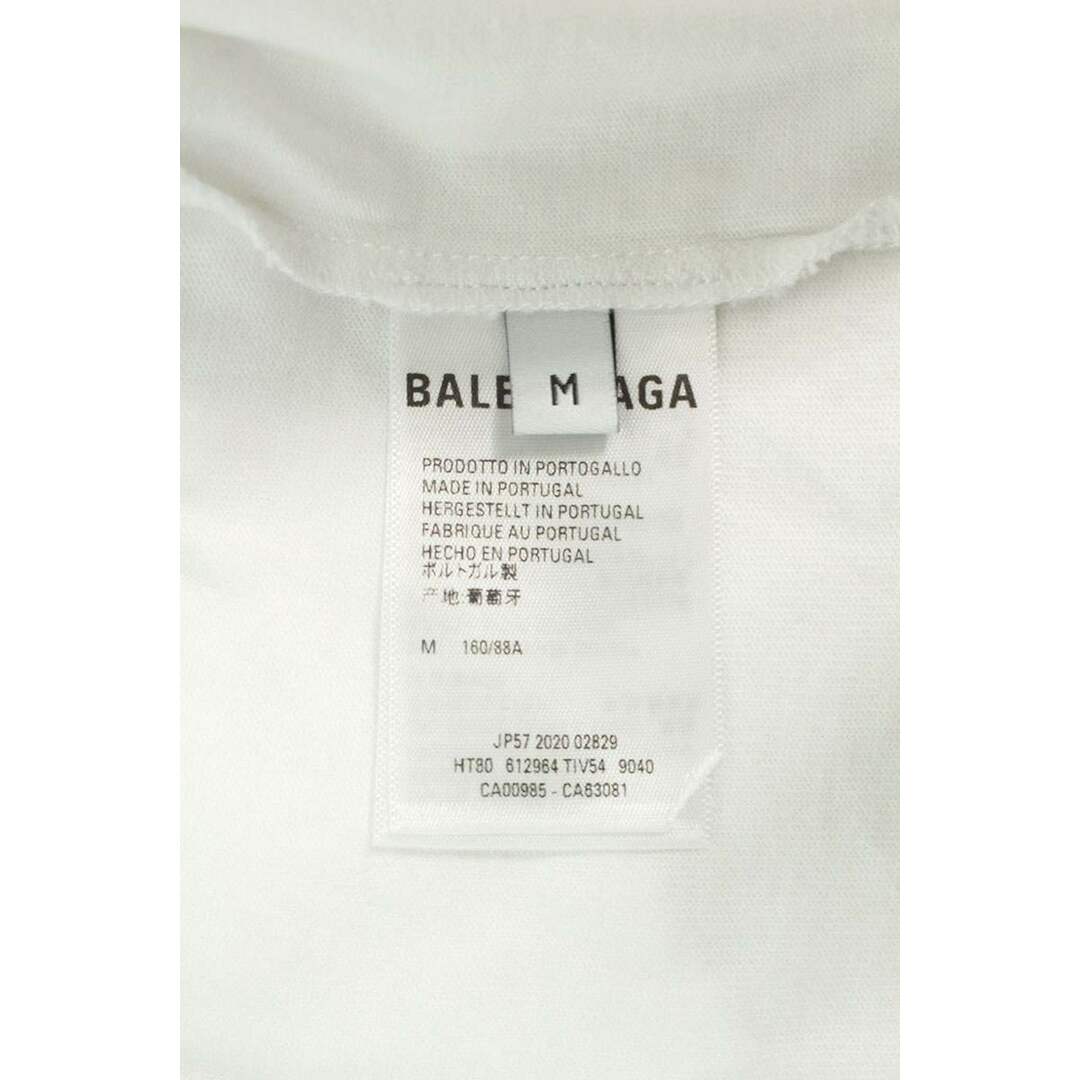 BALE AGA
M
PRODOTTO IN PORTOGALLO
MADE IN PORTUGAL
HERGESTELLT IN PORTUGAL
FABRIQUE AU PORTUGAL
HECHO EN PORTUGAL
ポルトガル製
产地:葡萄牙
M 160/88A
JP57 2020 02829
HT80 612964 TIV54 9040
CA00985 - CA63081